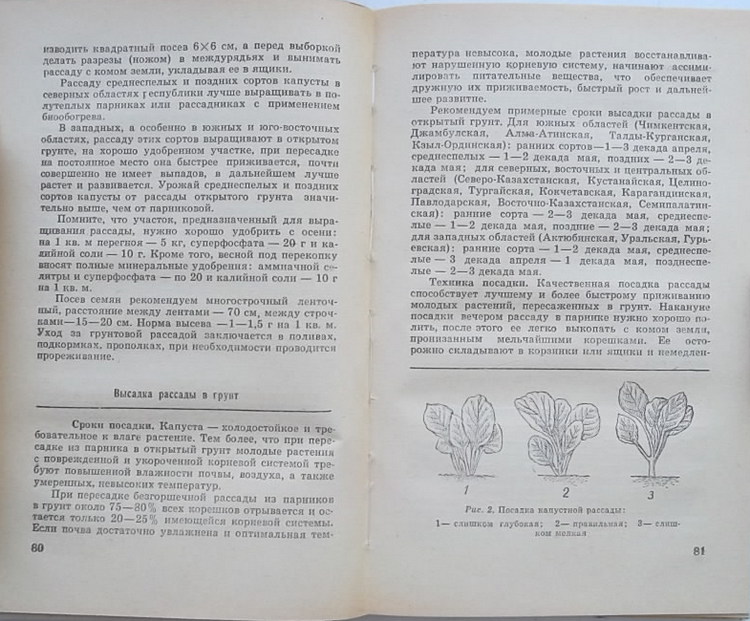 изводить квадратный посев 6×6 см, а перед выборкой
делать разрезы (ножом) в междурядьях и вынимать
рассаду с комом земли, укладывая ее в ящики.
Рассаду среднеспелых и поздних сортов капусты в
северных областях республики лучше выращивать в по-
лутеплых парниках или рассадниках с применением
биообогрева.
В западных, а особенно в южных и юго-восточных
областях, рассаду этих сортов выращивают в открытом
грунте, на хорошо удобренном участке, при пересадке
на постоянное место она быстрее приживается, почти
совершенно не имеет выпадов, в дальнейшем лучше
растет и развивается. Урожай среднеспелых и поздних
сортов капусты от рассады открытого грунта значи-
тельно выше, чем от парниковой.
Помните, что участок, предназначенный для выра-
щивания рассады, нужно хорошо удобрить с осени:
на 1 кв. м перегноя — 5 кг, суперфосфата — 20 г и ка-
лийной соли — 10 г. Кроме того, весной под перекопку
вносят полные минеральные удобрения: аммиачной се-
литры и суперфосфата — по 20 и калийной соли — 10 г
на 1 кв. м.
Посев семян рекомендуем многострочный ленточ-
ный, расстояние между лентами — 70 см, между строч-
ками—15—20 см. Норма высева —1—1,5 г на 1 кв. м.
Уход за грунтовой рассадой заключается в поливах,
подкормках, прополках, при необходимости проводится
прореживание.
Высадка рассады в грунт
Сроки посадки. Капуста — холодостойкое и тре-
бовательное к влаге растение. Тем более, что при пере-
садке из парника в открытый грунт молодые растения
с поврежденной и укороченной корневой системой тре-
буют повышенной влажности почвы, воздуха, а также
умеренных, невысоких температур.
При пересадке безгоршечной рассады из парников
в грунт около 75—80% всех корешков отрывается и ос-
тается только 20—25% имеющейся корневой системы.
Если почва достаточно увлажнена и оптимальная тем-
80
пература невысока, молодые растения восстанавлива-
ют нарушенную корневую систему, начинают ассими-
лировать питательные вещества, что обеспечивает
дружную их приживаемость, быстрый рост и дальней-
шее развитие.
Рекомендуем примерные сроки высадки рассады в
открытый грунт. Для южных областей (Чимкентская,
Джамбулская, Алма-Атинская, Талды-Курганская,
Кзыл-Ординская): ранних сортов—1—3 декада апреля,
среднеспелых — 1—2 декада мая, поздних — 2—3 де-
када мая; для северных, восточных и центральных об-
ластей (Северо-Казахстанская, Кустанайская, Целино-
градская, Тургайская, Кокчетавская, Карагандинская,
Павлодарская, Восточно-Казахстанская, Семипалатин-
ская): ранние сорта — 2—3 декада мая, среднеспе-
лые — 1—2 декада мая, поздние — 2—3 декада мая;
для западных областей (Актюбинская, Уральская, Гурь-
евская): ранние сорта — 1—2 декада мая, среднеспе-
лые — 3 декада апреля — 1 декада мая, позднеспе-
лые — 2—3 декада мая.
Техника посадки. Качественная посадка рассады
способствует лучшему и более быстрому приживанию
молодых растений, пересаженных в грунт. Накануне
посадки вечером рассаду в парнике нужно хорошо по-
лить, после этого ее легко выкопать с комом земли,
пронизанным мельчайшими корешками. Ее осто-
рожно складывают в корзинки или ящики и немедлен-
1 2 3
Рис. 2. Посадка капустной рассады:
1— слишком глубокая; 2— правильная; 3— слиш-
ком мелкая
81